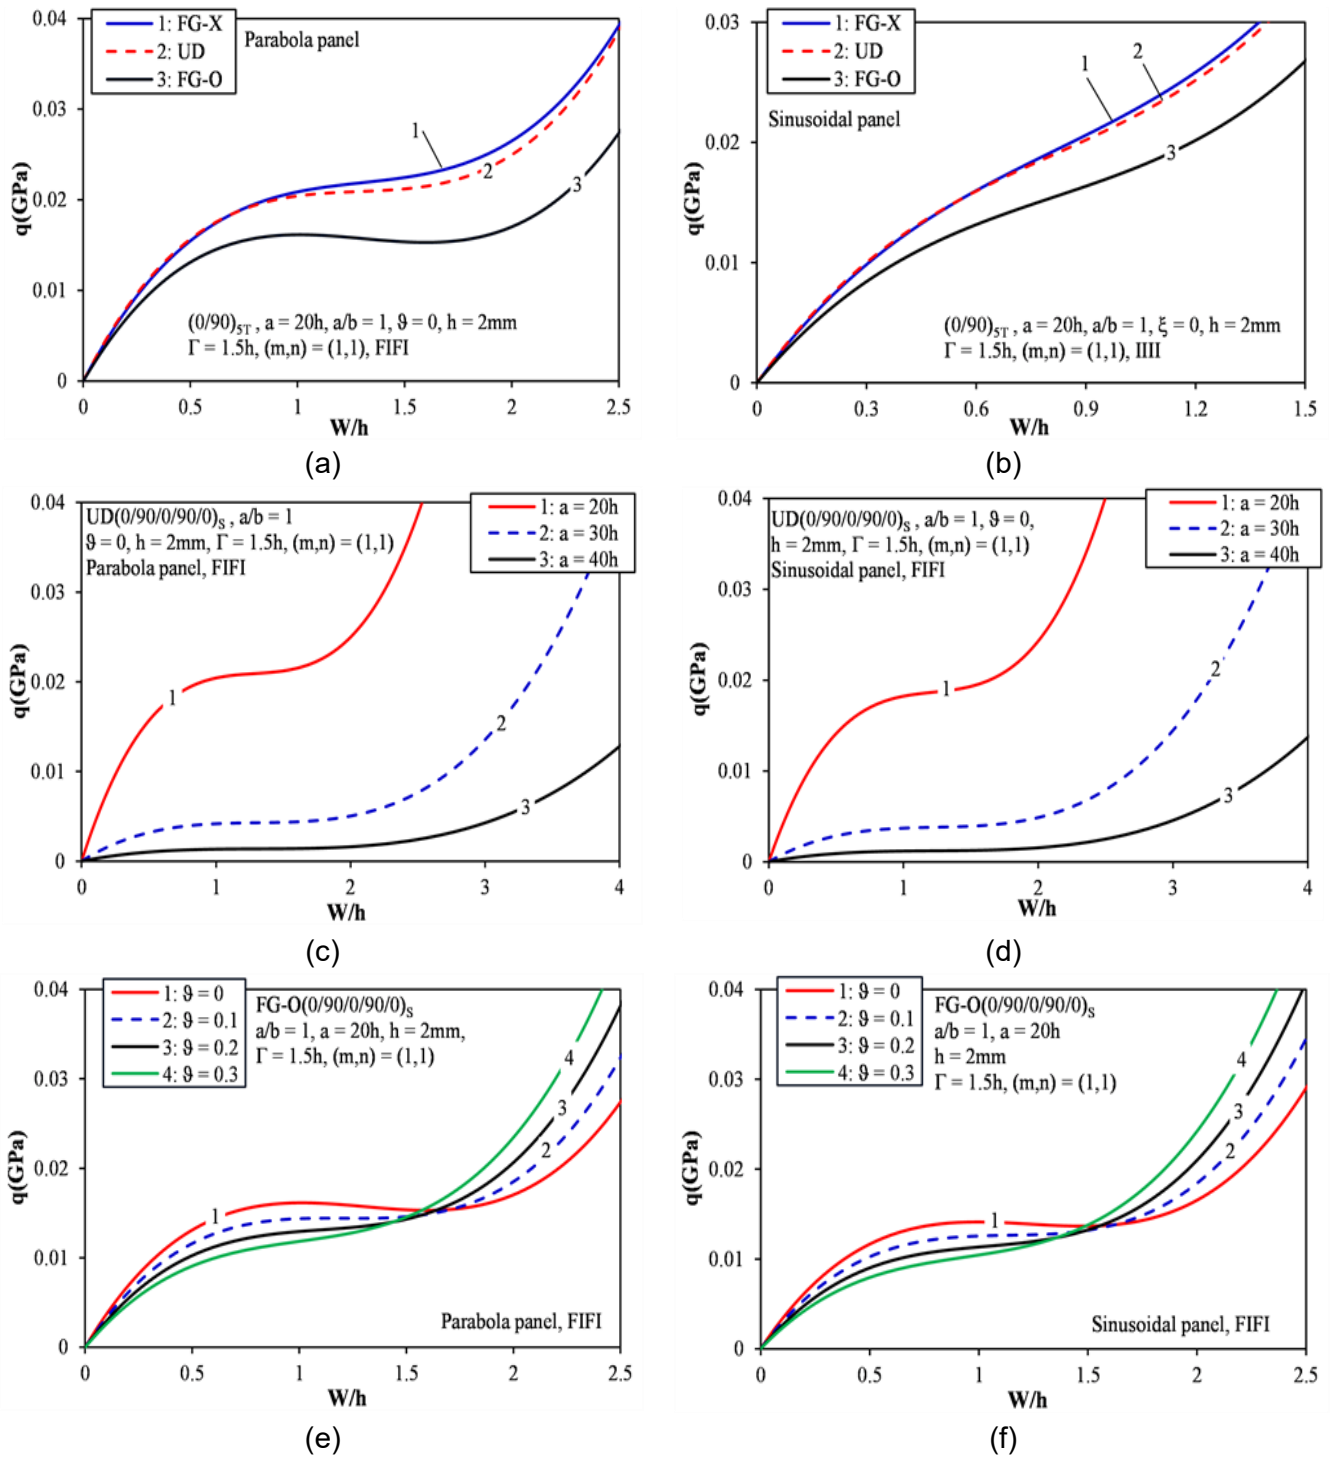 1: FG-X
2: UD
3: FG-O
Parabola panel
0.04
0.03
0.02
0.01
0
q(GPa)
1
2
3
(0/90)5T , a = 20h, a/b = 1, ϑ = 0, h = 2mm
Γ = 1.5h, (m,n) = (1,1), FIFI
0 0.5 1 1.5 2 2.5
W/h
(a)
1: FG-X
2: UD
3: FG-O
Sinusoidal panel
0.03
0.02
0.01
0
q(GPa)
1
2
3
(0/90)5T , a = 20h, a/b = 1, ξ = 0, h = 2mm
Γ = 1.5h, (m,n) = (1,1), IIII
0 0.3 0.6 0.9 1.2 1.5
W/h
(b)
UD(0/90/0/90/0)S , a/b = 1
ϑ = 0, h = 2mm, Γ = 1.5h, (m,n) = (1,1)
Parabola panel, FIFI
1: a = 20h
2: a = 30h
3: a = 40h
0.04
0.03
0.02
0.01
0
q(GPa)
1
2
3
0 1 2 3 4
W/h
(c)
UD(0/90/0/90/0)S , a/b = 1, ϑ = 0,
h = 2mm, Γ = 1.5h, (m,n) = (1,1)
Sinusoidal panel, FIFI
1: a = 20h
2: a = 30h
3: a = 40h
0.04
0.03
0.02
0.01
0
q(GPa)
1
2
3
0 1 2 3 4
W/h
(d)
1: ϑ = 0
2: ϑ = 0.1
3: ϑ = 0.2
4: ϑ = 0.3
FG-O(0/90/0/90/0)S
a/b = 1, a = 20h, h = 2mm,
Γ = 1.5h, (m,n) = (1,1)
0.04
0.03
0.02
0.01
0
q(GPa)
4
3
2
1
Parabola panel, FIFI
0 0.5 1 1.5 2 2.5
W/h
(e)
1: ϑ = 0
2: ϑ = 0.1
3: ϑ = 0.2
4: ϑ = 0.3
FG-O(0/90/0/90/0)S
a/b = 1, a = 20h
h = 2mm
Γ = 1.5h, (m,n) = (1,1)
0.04
0.03
0.02
0.01
0
q(GPa)
4
3
2
1
Sinusoidal panel, FIFI
0 0.5 1 1.5 2 2.5
W/h
(f)